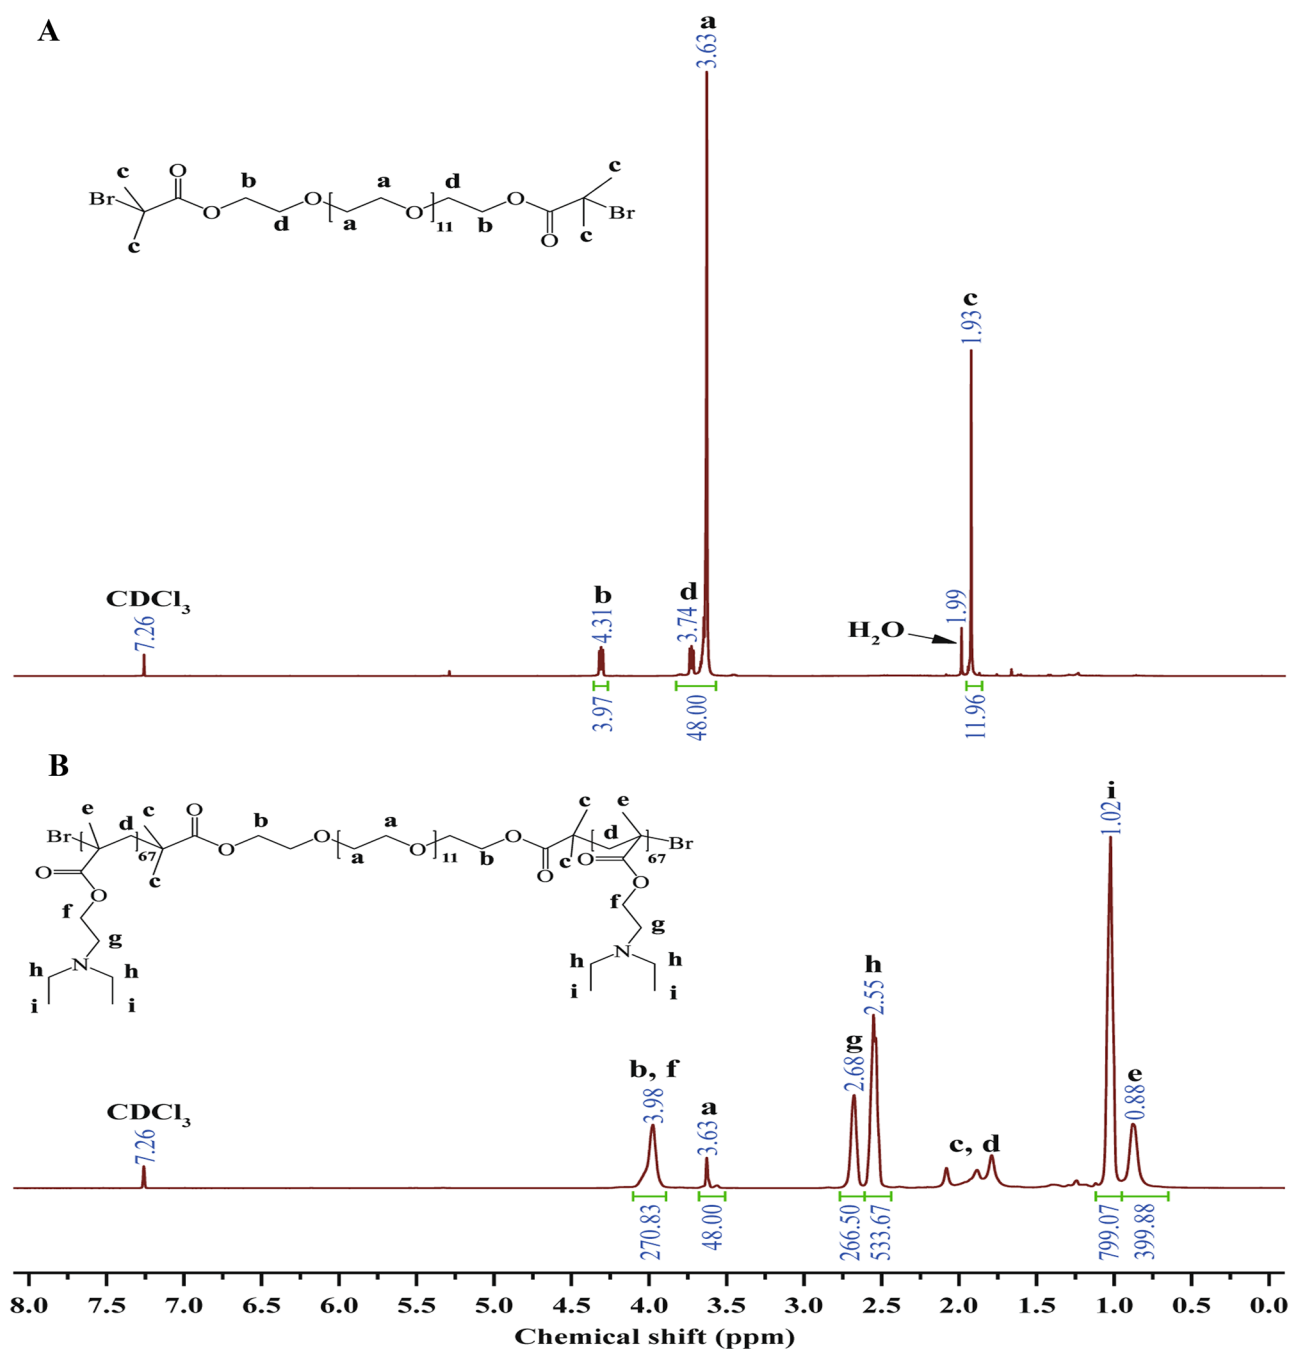 A
a
3.63
c
O
b
a
d
O
c
Br
O
d
O
a
O
11
b
O
O
c
Br
c
c
1.93
CDCl3
7.26
b
4.31
d
3.74
H2O
1.99
3.97
48.00
11.96
B
e
d
c
O
b
a
c
e
d
Br
67
c
O
O
a
O
11
b
O
O
c
O
67
Br
O
O
f
g
N
h
h
i
i
O
f
g
N
h
h
i
i
CDCl3
7.26
b, f
3.98
a
3.63
g
2.68
h
2.55
c, d
i
1.02
e
0.88
270.83
48.00
266.50
533.67
799.07
399.88
8.0 7.5 7.0 6.5 6.0 5.5 5.0 4.5 4.0 3.5 3.0 2.5 2.0 1.5 1.0 0.5 0.0
Chemical shift (ppm)